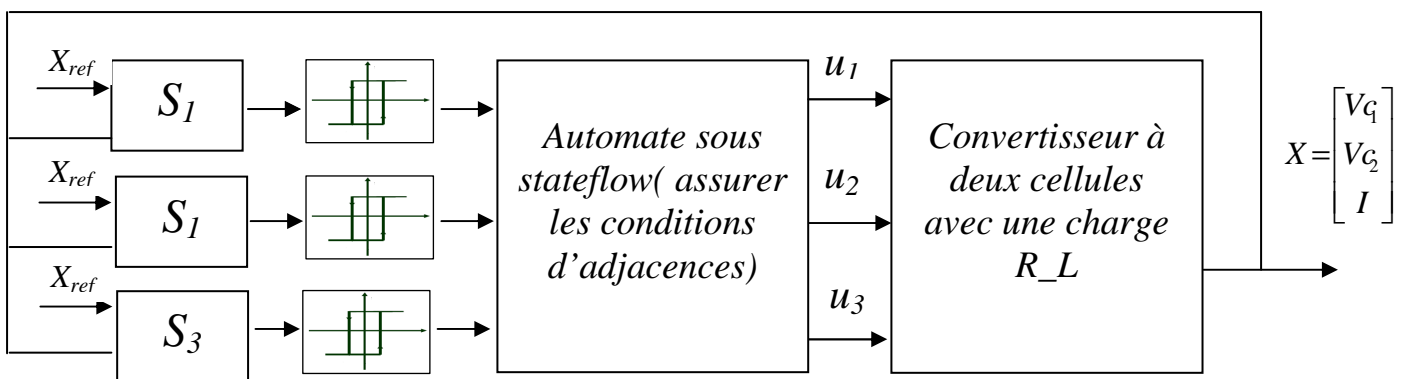 X_ref
S_1
X_ref
S_1
X_ref
S_3
Automate sous
stateflow( assurer
les conditions
d'adjacences)
u_1
u_2
u_3
Convertisseur à
deux cellules
avec une charge
R_L
X = [Vc_1
Vc_2
I]